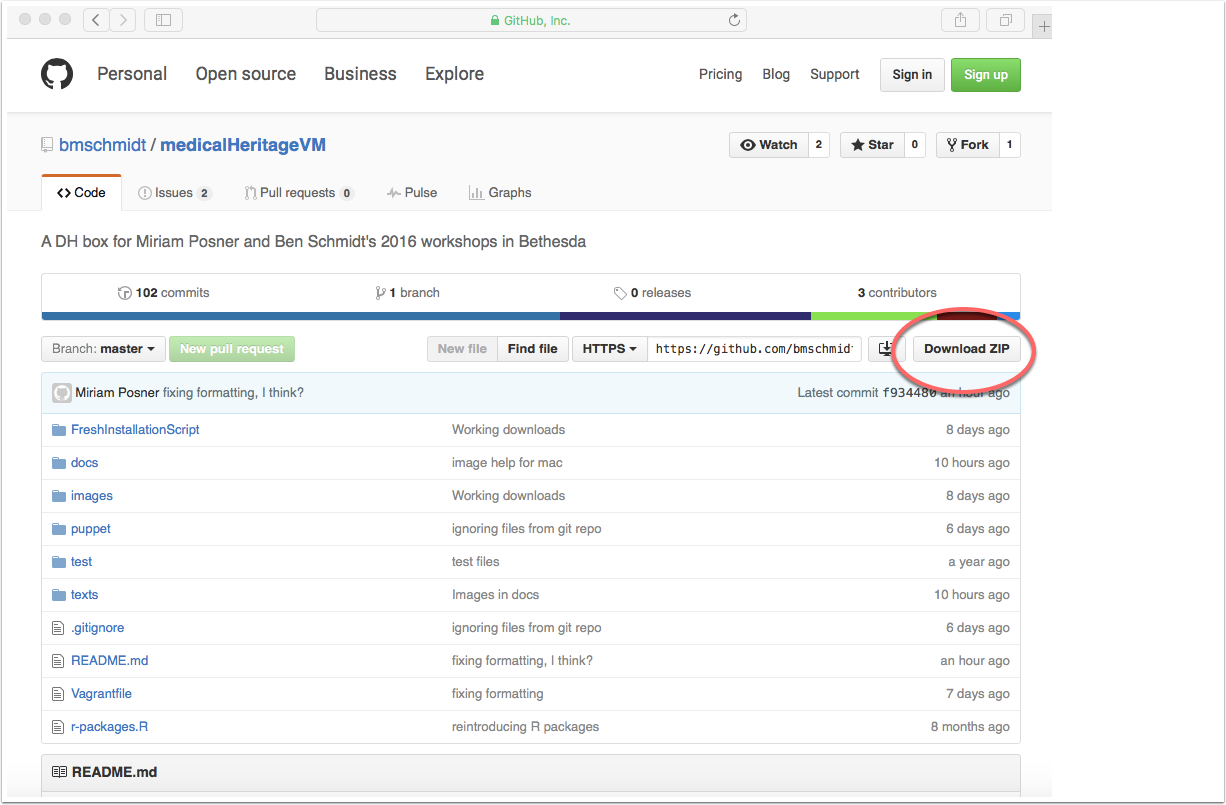 GitHub, Inc.
Personal Open source Business Explore Pricing Blog Support Sign in Sign up
bmschmidt / medicalHeritageVM Watch 2 Star 0 Fork 1
Code Issues 2 Pull requests 0 Pulse Graphs
A DH box for Miriam Posner and Ben Schmidt's 2016 workshops in Bethesda
102 commits 1 branch 0 releases 3 contributors
Branch: master New pull request New file Find file HTTPS https://github.com/bmschmid Download ZIP
Miriam Posner fixing formatting, I think? Latest commit f934480 an hour ago
FreshInstallationScript Working downloads 8 days ago
docs image help for mac 10 hours ago
images Working downloads 8 days ago
puppet ignoring files from git repo 6 days ago
test test files a year ago
texts Images in docs 10 hours ago
.gitignore ignoring files from git repo 6 days ago
README.md fixing formatting, I think? an hour ago
Vagrantfile fixing formatting 7 days ago
r-packages.R reintroducing R packages 8 months ago
README.md